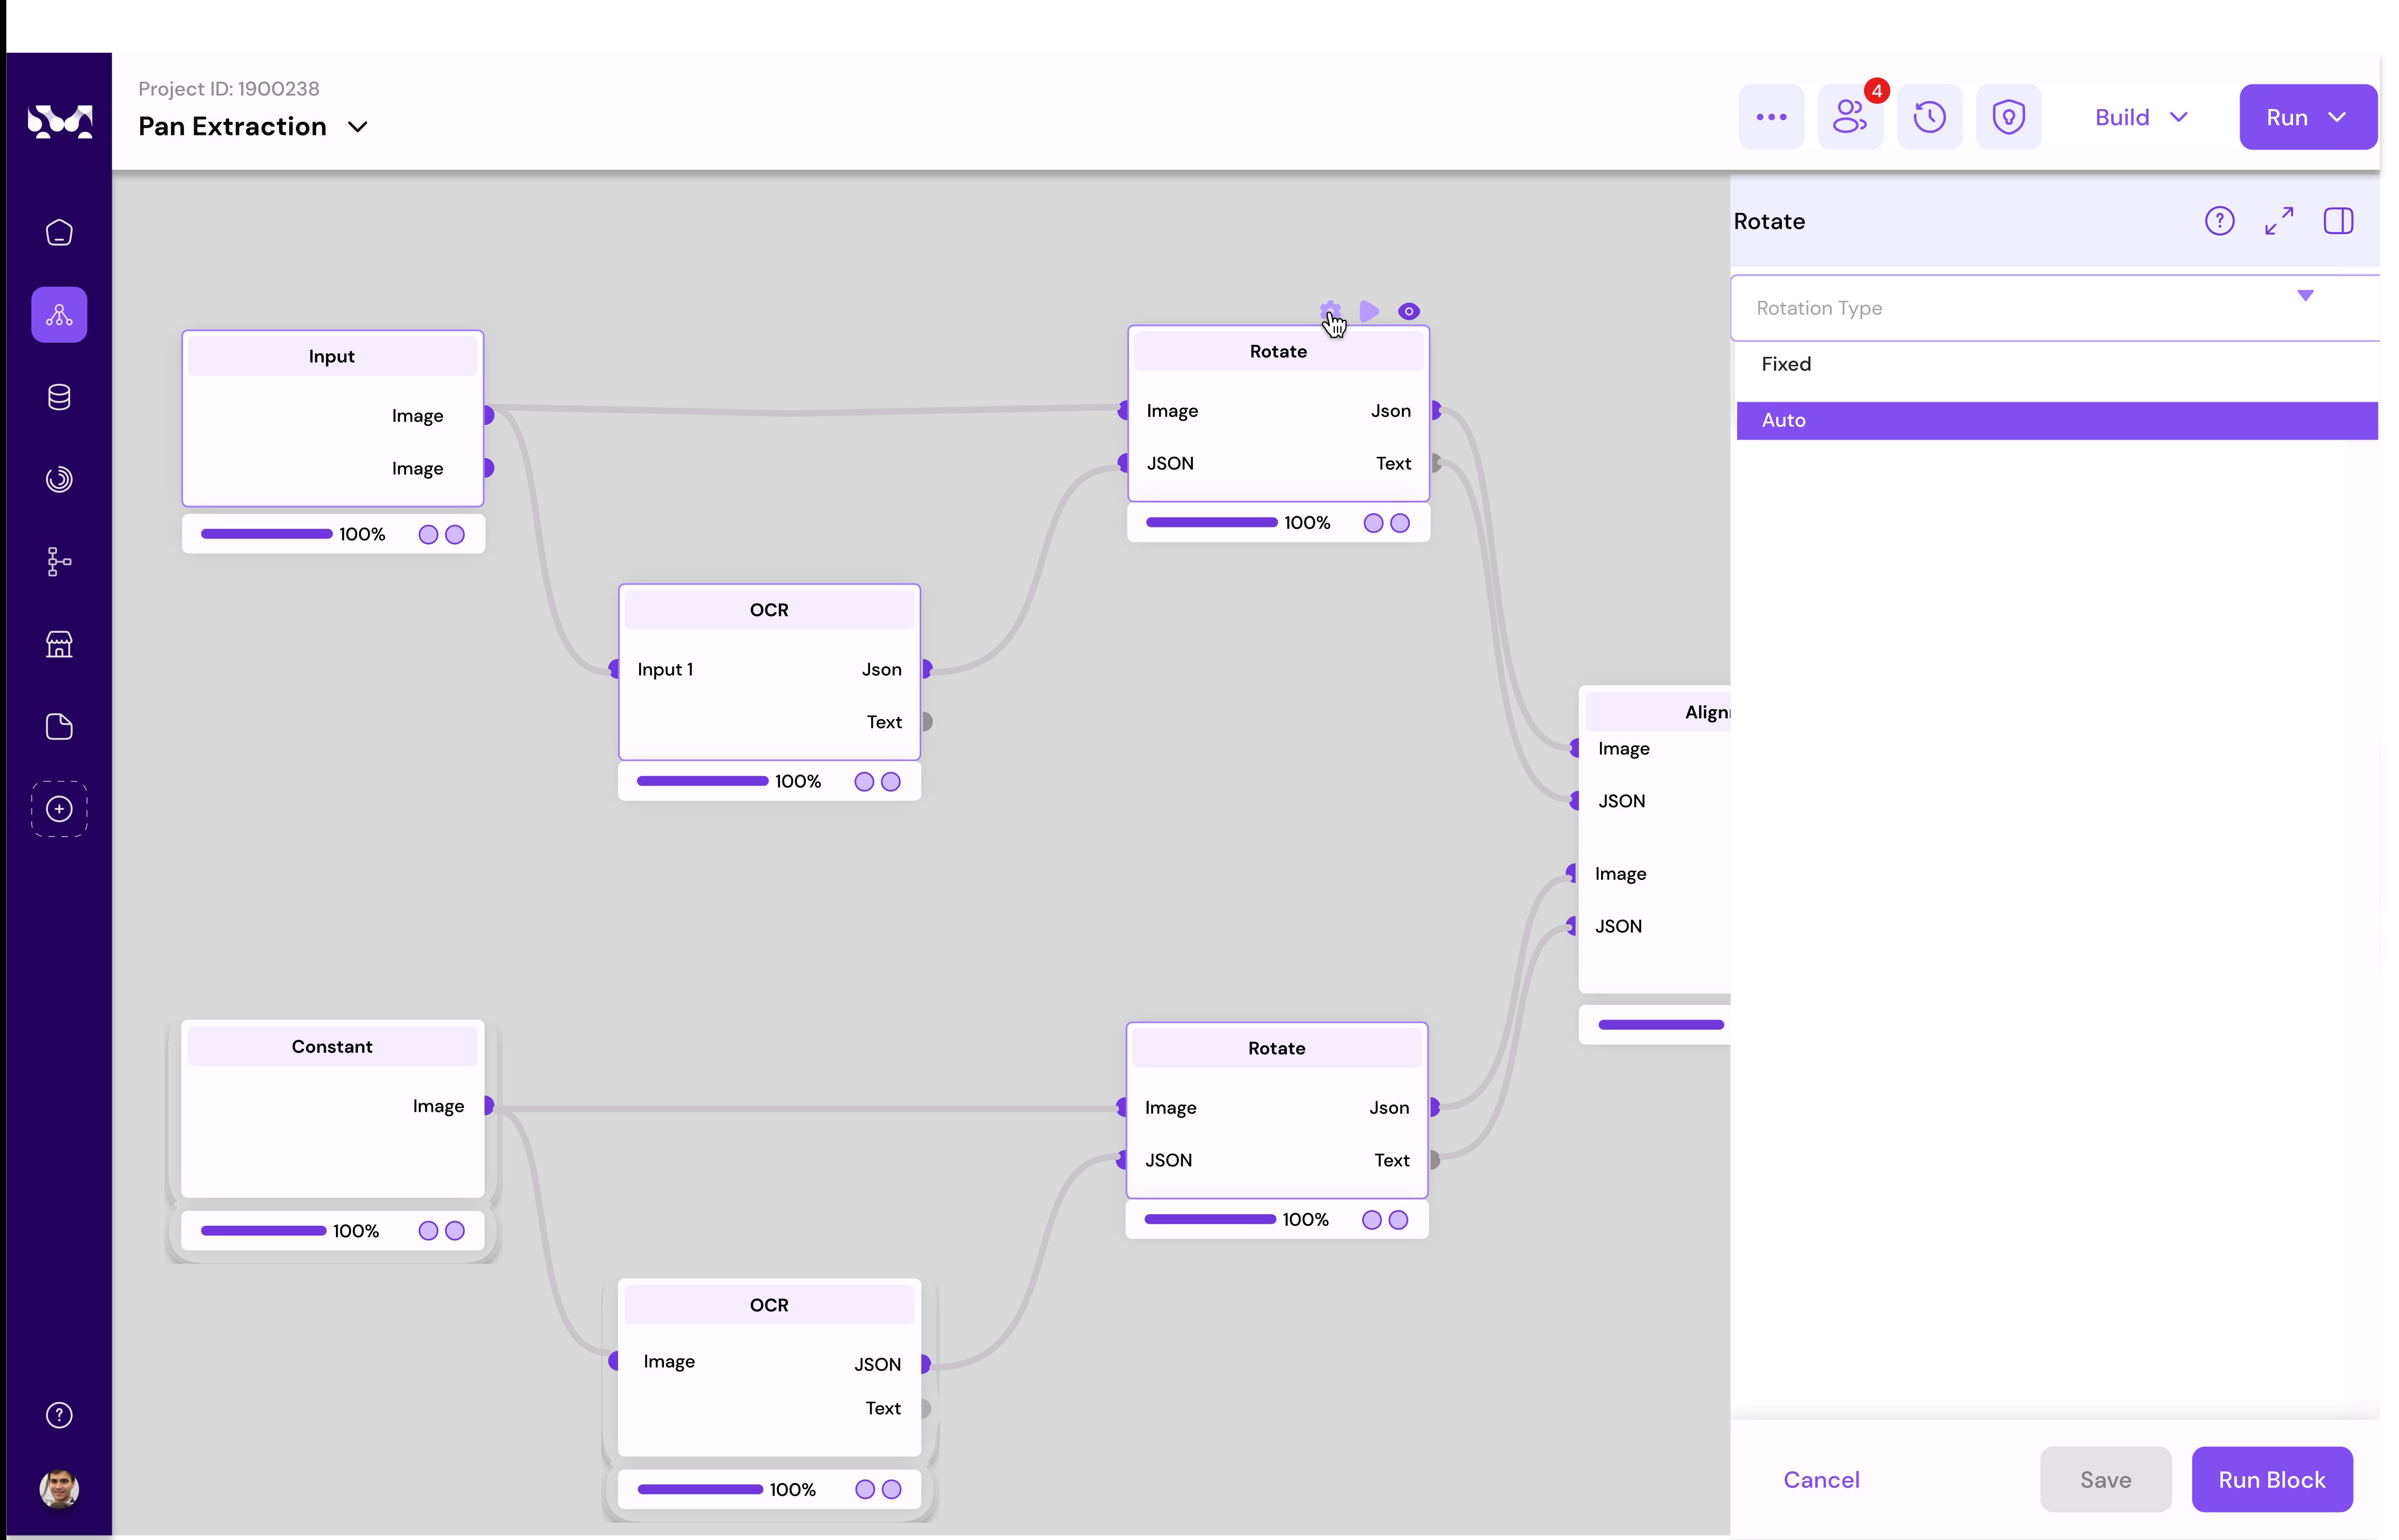 Project ID: 1900238
Pan Extraction
4
Build
Run
Rotate
Rotation Type
Fixed
Auto
Input
Image
Image
100%
Rotate
Image Json
JSON Text
100%
OCR
Input 1 Json
Text
100%
Image
JSON
Image
JSON
Constant
Image
100%
Rotate
Image Json
JSON Text
100%
OCR
Image JSON
Text
100%
Cancel
Save
Run Block